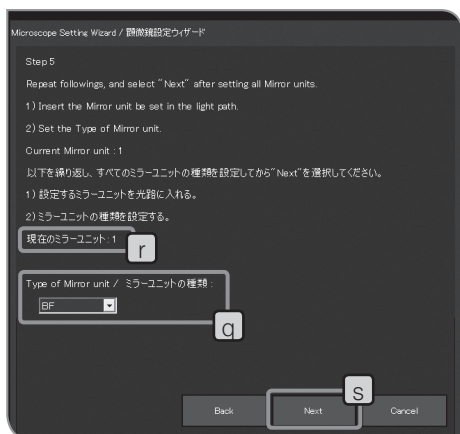 Microscope Setting Wizard / 顕微鏡設定ウィザード
Step 5
Repeat followings, and select "Next" after setting all Mirror units.
1) Insert the Mirror unit be set in the light path.
2) Set the Type of Mirror unit.
Current Mirror unit : 1
以下を繰り返し、すべてのミラーユニットの種類を設定してから"Next"を選択してください。
1) 設定するミラーユニットを光路に入れる。
2) ミラーユニットの種類を設定する。
現在のミラーユニット : 1
r
Type of Mirror unit / ミラーユニットの種類 :
BF
q
s
Back Next Cancel